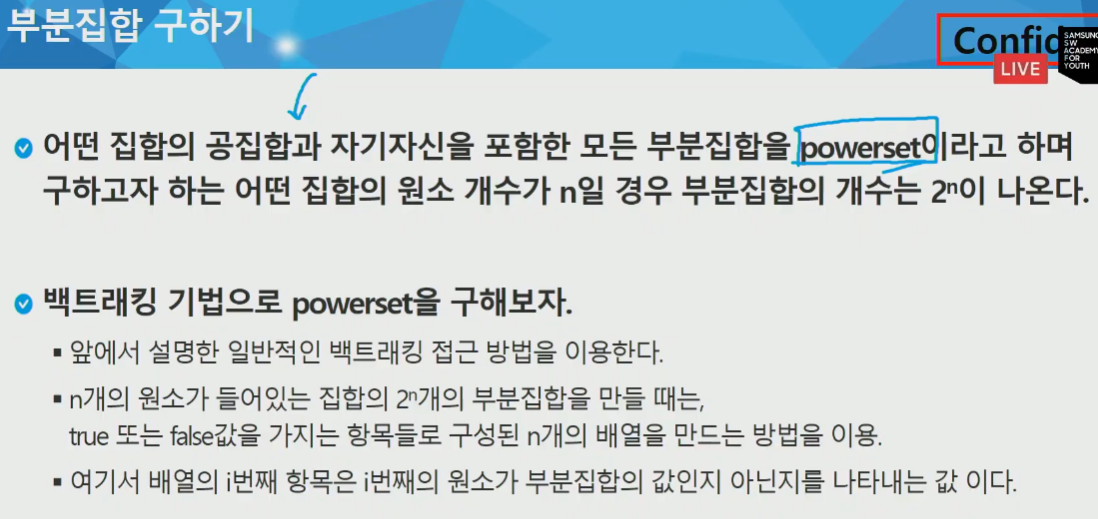 부분집합 구하기
Confid
LIVE
SAMSUNG
SW
ACADEMY
FOR
YOUTH
어떤 집합의 공집합과 자기자신을 포함한 모든 부분집합을 powerset이라고 하며
구하고자 하는 어떤 집합의 원소 개수가 n일 경우 부분집합의 개수는 2ⁿ이 나온다.
백트래킹 기법으로 powerset을 구해보자.
▪ 앞에서 설명한 일반적인 백트래킹 접근 방법을 이용한다.
▪ n개의 원소가 들어있는 집합의 2ⁿ개의 부분집합을 만들 때는,
true 또는 false값을 가지는 항목들로 구성된 n개의 배열을 만드는 방법을 이용.
▪ 여기서 배열의 i번째 항목은 i번째의 원소가 부분집합의 값인지 아닌지를 나타내는 값 이다.